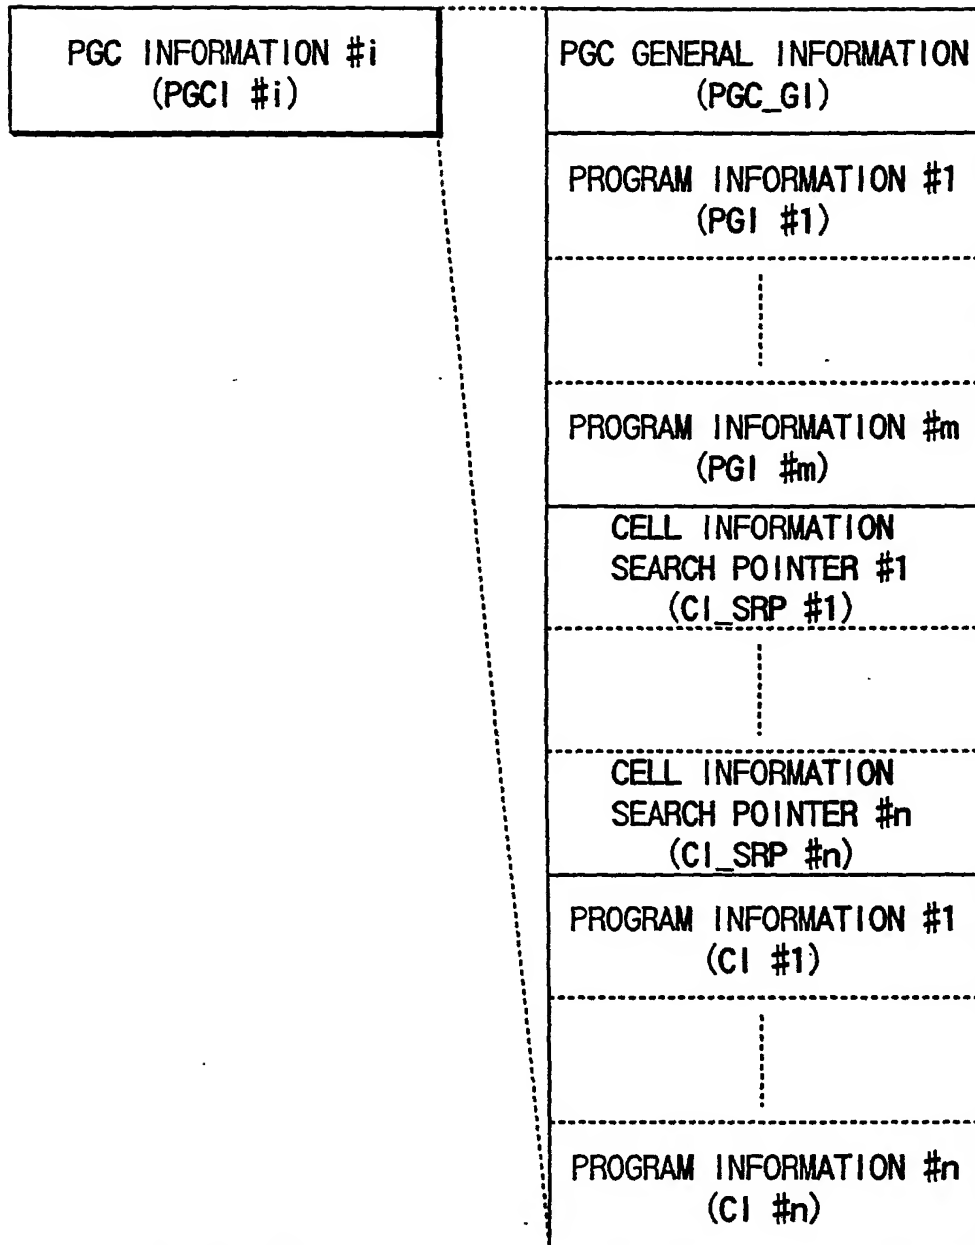 PGC INFORMATION #i
(PGCI #i)
PGC GENERAL INFORMATION
(PGC_GI)
PROGRAM INFORMATION #1
(PGI #1)
PROGRAM INFORMATION #m
(PGI #m)
CELL INFORMATION
SEARCH POINTER #1
(CI_SRP #1)
CELL INFORMATION
SEARCH POINTER #n
(CI_SRP #n)
PROGRAM INFORMATION #1
(CI #1)
PROGRAM INFORMATION #n
(CI #n)